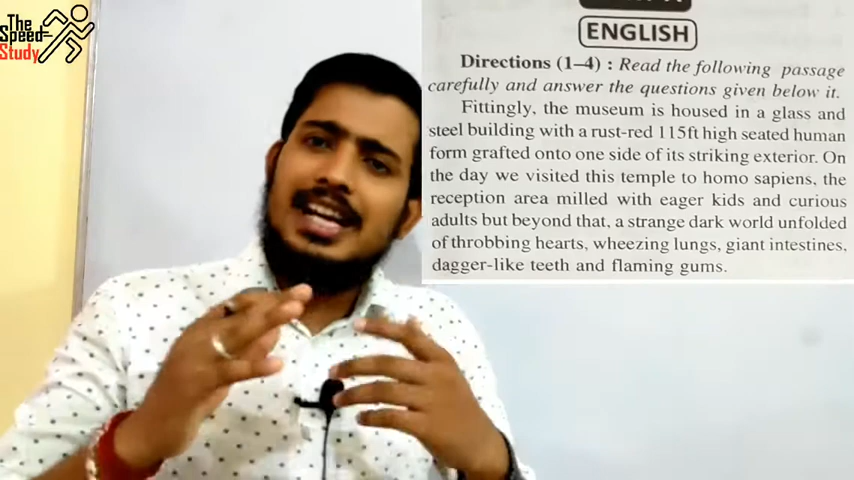 The
Speed
Study
ENGLISH
Directions (1–4) : Read the following passage
carefully and answer the questions given below it.
Fittingly, the museum is housed in a glass and
steel building with a rust-red 115ft high seated human
form grafted onto one side of its striking exterior. On
the day we visited this temple to homo sapiens, the
reception area milled with eager kids and curious
adults but beyond that, a strange dark world unfolded
of throbbing hearts, wheezing lungs, giant intestines,
dagger-like teeth and flaming gums.